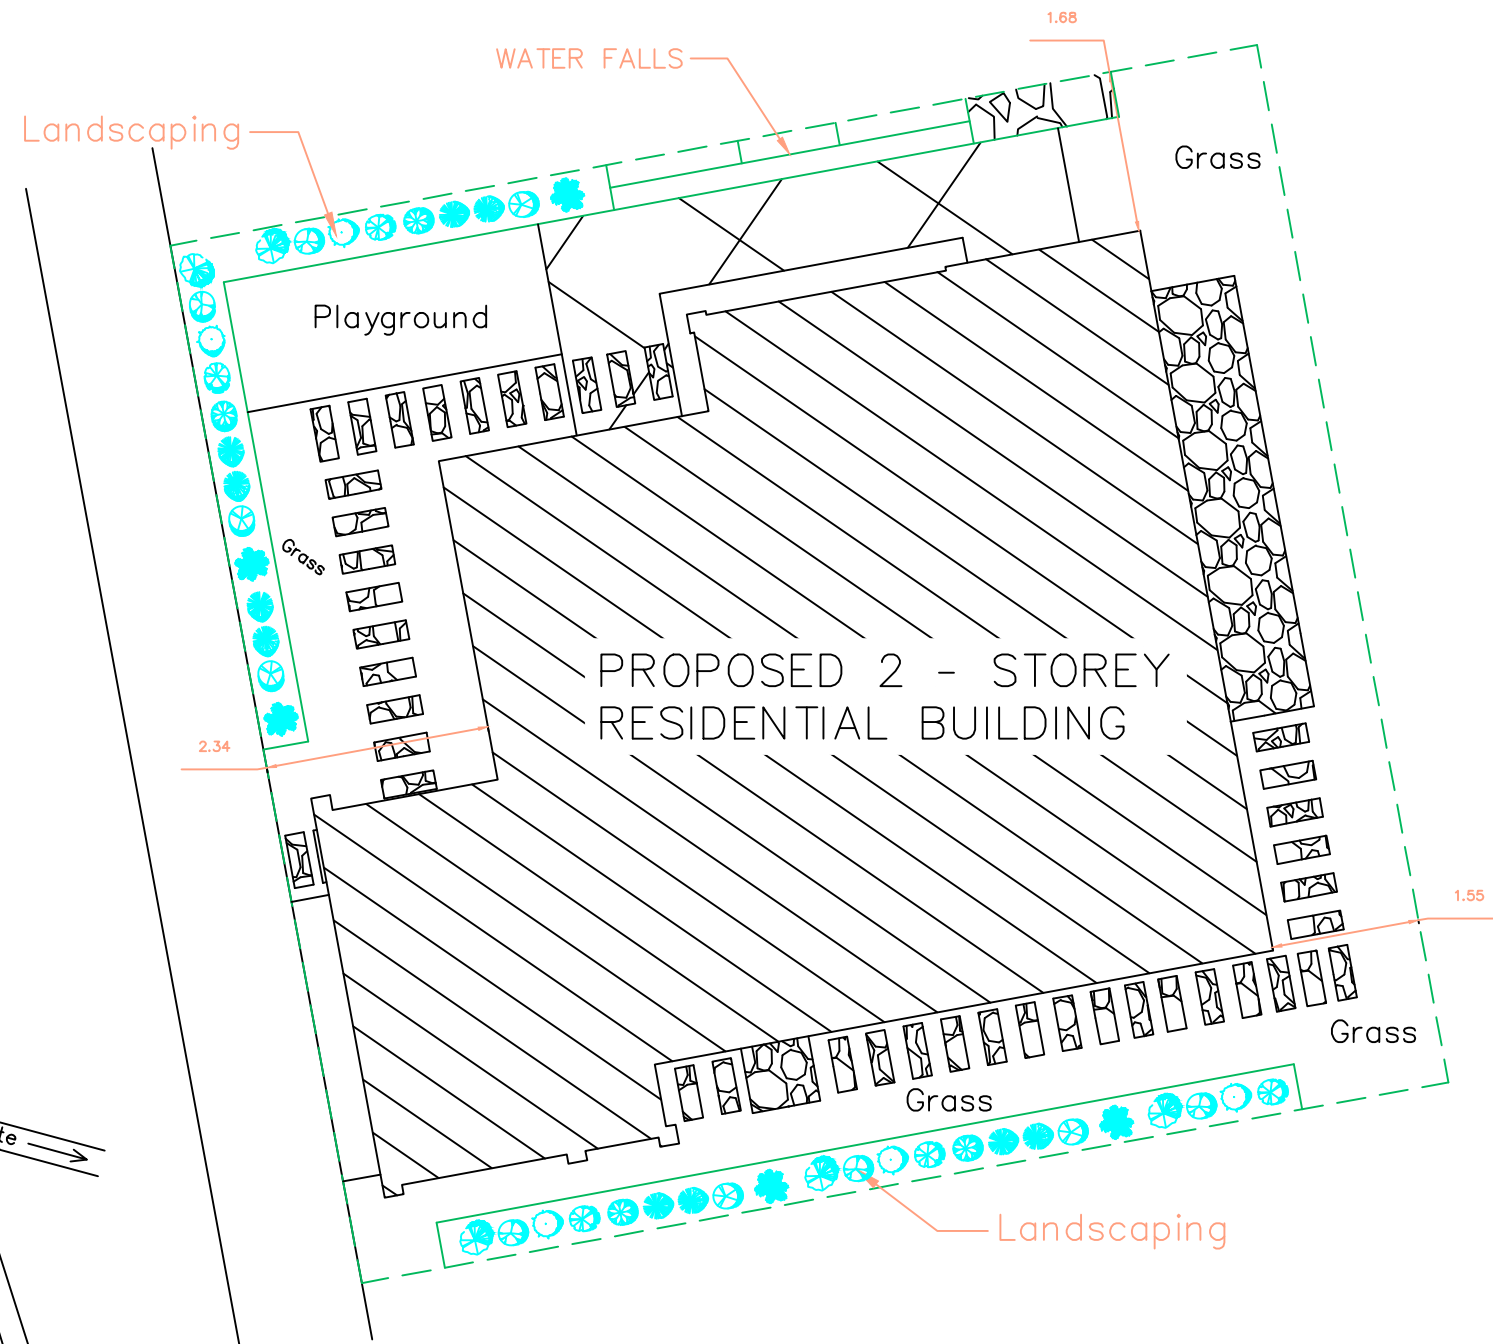 1.68
WATER FALLS
Landscaping
Grass
Playground
Grass
PROPOSED 2 - STOREY
RESIDENTIAL BUILDING
2.34
1.55
Grass
Grass
Landscaping